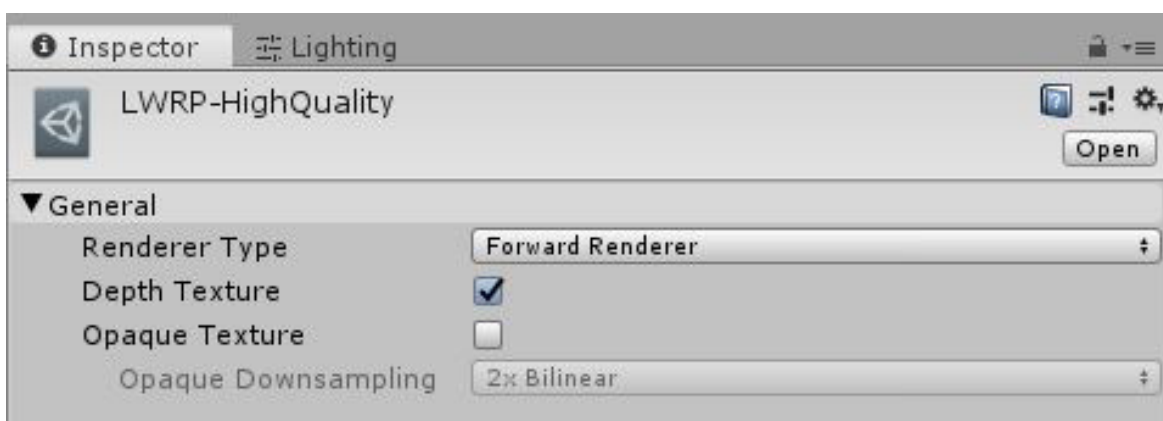 Inspector Lighting
LWRP-HighQuality
Open
General
Renderer Type Forward Renderer
Depth Texture
Opaque Texture
Opaque Downsampling 2x Bilinear